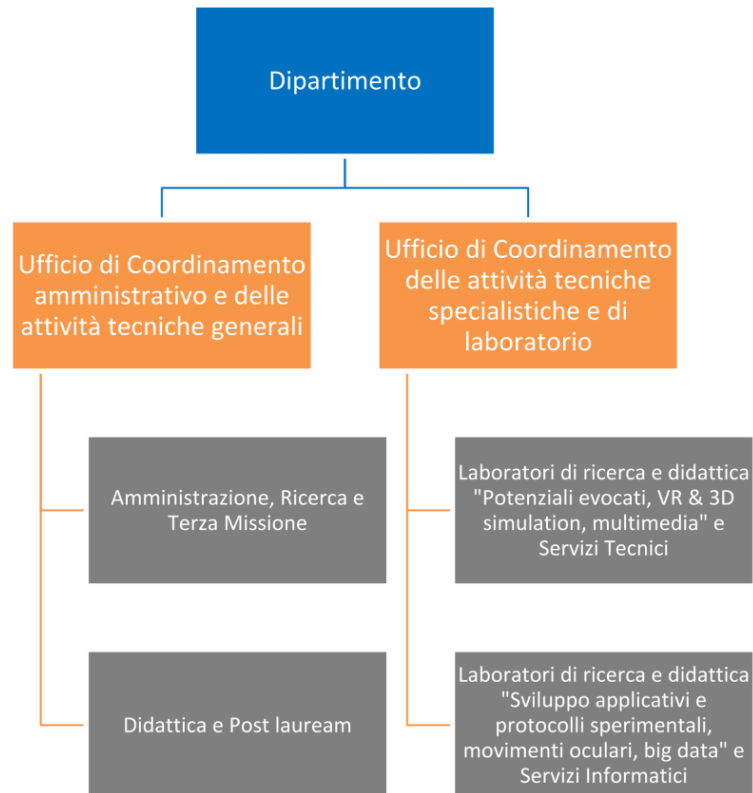 Dipartimento
Ufficio di Coordinamento
amministrativo e delle
attività tecniche generali
Ufficio di Coordinamento
delle attività tecniche
specialistiche e di
laboratorio
Amministrazione, Ricerca e
Terza Missione
Laboratori di ricerca e didattica
"Potenziali evocati, VR & 3D
simulation, multimedia" e
Servizi Tecnici
Didattica e Post lauream
Laboratori di ricerca e didattica
"Sviluppo applicativi e
protocolli sperimentali,
movimenti oculari, big data" e
Servizi Informatici